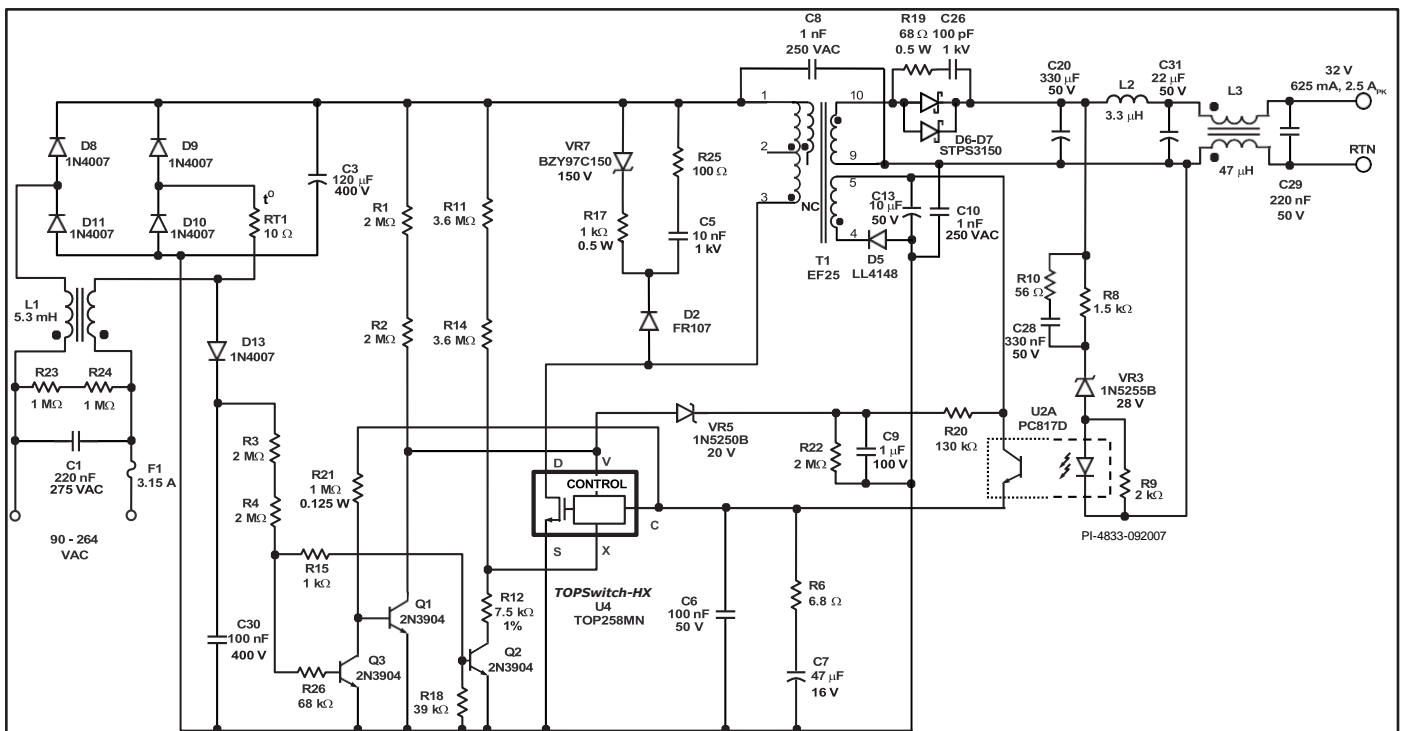 C8
1 nF
250 VAC
R19
68 Ω
0.5 W
C26
100 pF
1 kV
C20
330 µF
50 V
L2
3.3 µH
C31
22 µF
50 V
L3
47 µH
32 V
625 mA, 2.5 APK
RTN
C29
220 nF
50 V
D8
1N4007
D9
1N4007
D11
1N4007
D10
1N4007
tO
RT1
10 Ω
C3
120 µF
400 V
R1
2 MΩ
R11
3.6 MΩ
VR7
BZY97C150
150 V
R25
100 Ω
R17
1 kΩ
0.5 W
C5
10 nF
1 kV
1
2
3
NC
10
9
5
4
D6-D7
STPS3150
T1
EF25
D5
LL4148
C13
10 µF
50 V
C10
1 nF
250 VAC
L1
5.3 mH
R2
2 MΩ
R14
3.6 MΩ
D2
FR107
R10
56 Ω
R8
1.5 kΩ
C28
330 nF
50 V
D13
1N4007
R23
1 MΩ
R24
1 MΩ
C1
220 nF
275 VAC
F1
3.15 A
90 - 264
VAC
R3
2 MΩ
R4
2 MΩ
R21
1 MΩ
0.125 W
VR5
1N5250B
20 V
R22
2 MΩ
C9
1 µF
100 V
R20
130 kΩ
U2A
PC817D
VR3
1N5255B
28 V
R9
2 kΩ
PI-4833-092007
D
V
CONTROL
C
S
X
TOPSwitch-HX
U4
TOP258MN
R15
1 kΩ
R12
7.5 kΩ
1%
Q1
2N3904
Q3
2N3904
Q2
2N3904
C30
100 nF
400 V
R26
68 kΩ
R18
39 kΩ
C6
100 nF
50 V
R6
6.8 Ω
C7
47 µF
16 V